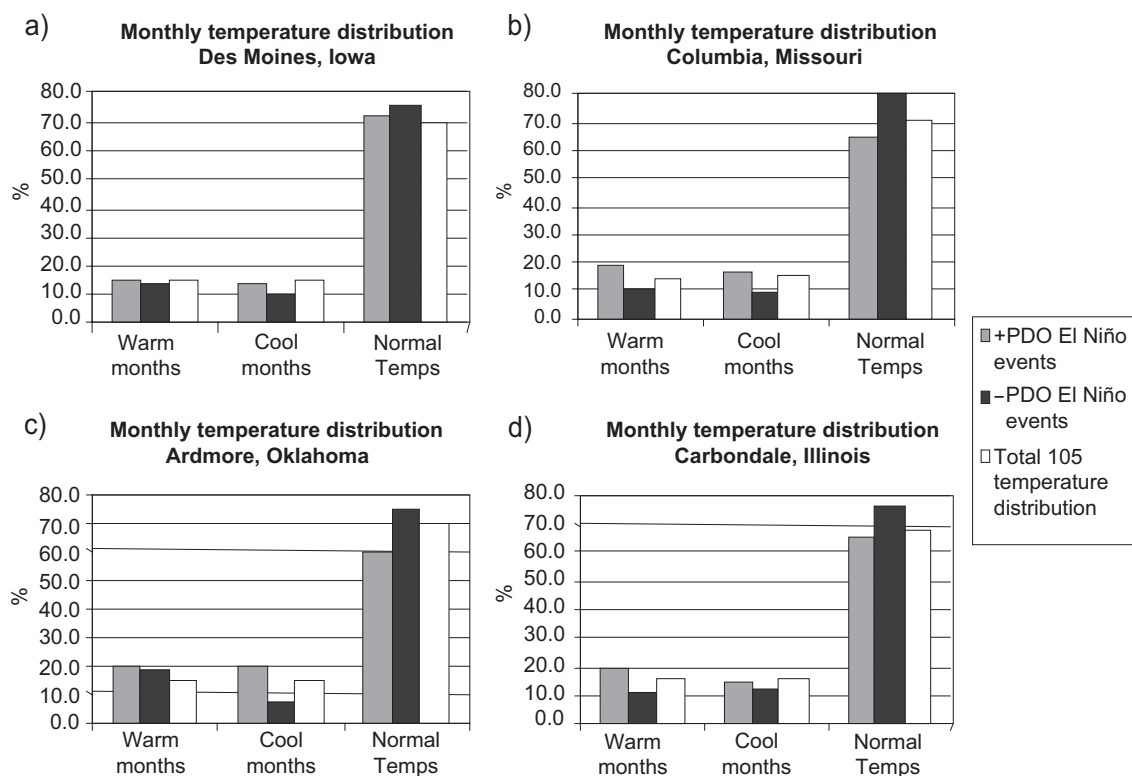 a)
Monthly temperature distribution
Des Moines, Iowa
80.0
70.0
60.0
50.0
40.0
30.0
20.0
10.0
0.0
%
Warm
months
Cool
months
Normal
Temps
b)
Monthly temperature distribution
Columbia, Missouri
80.0
70.0
60.0
50.0
40.0
30.0
20.0
10.0
0.0
%
Warm
months
Cool
months
Normal
Temps
c)
Monthly temperature distribution
Ardmore, Oklahoma
80.0
70.0
60.0
50.0
40.0
30.0
20.0
10.0
0.0
%
Warm
months
Cool
months
Normal
Temps
d)
Monthly temperature distribution
Carbondale, Illinois
80.0
70.0
60.0
50.0
40.0
30.0
20.0
10.0
0.0
%
Warm
months
Cool
months
Normal
Temps
+PDO El Niño
events
–PDO El Niño
events
Total 105
temperature
distribution